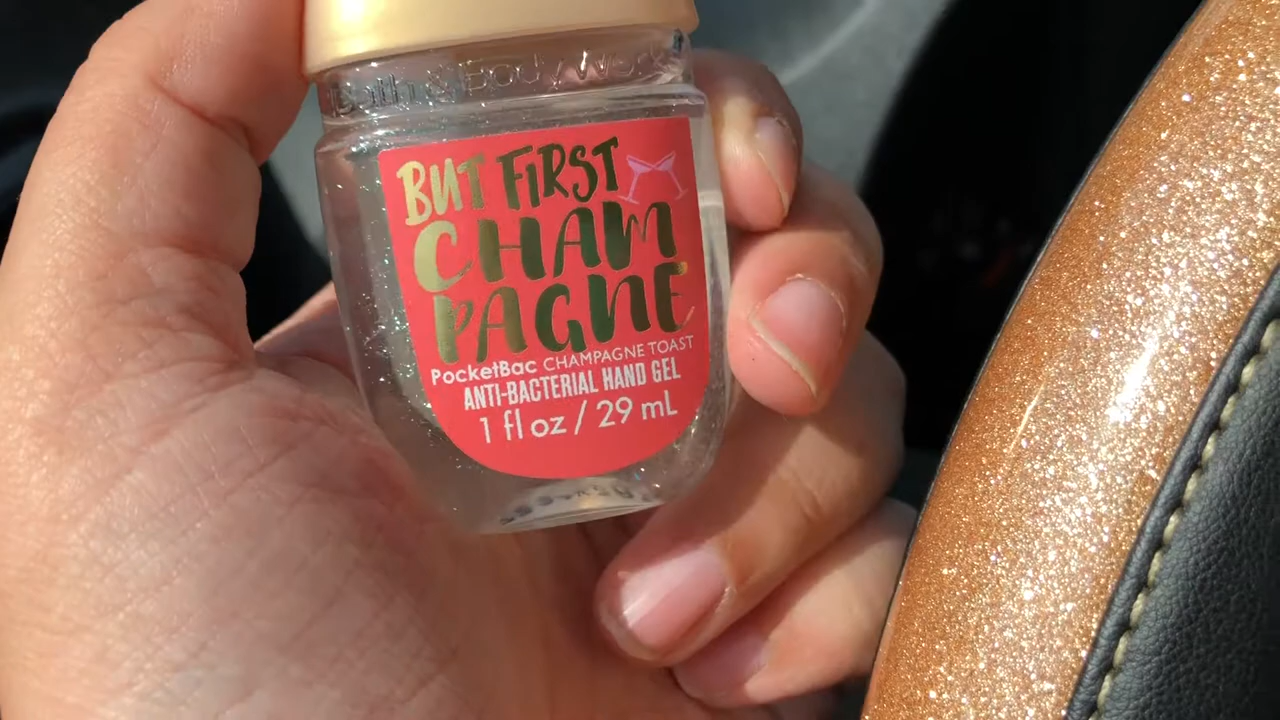 Bath & Body Works
BUT FIRST
CHAM
PAGNE
PocketBac CHAMPAGNE TOAST
ANTI-BACTERIAL HAND GEL
1 fl oz / 29 mL